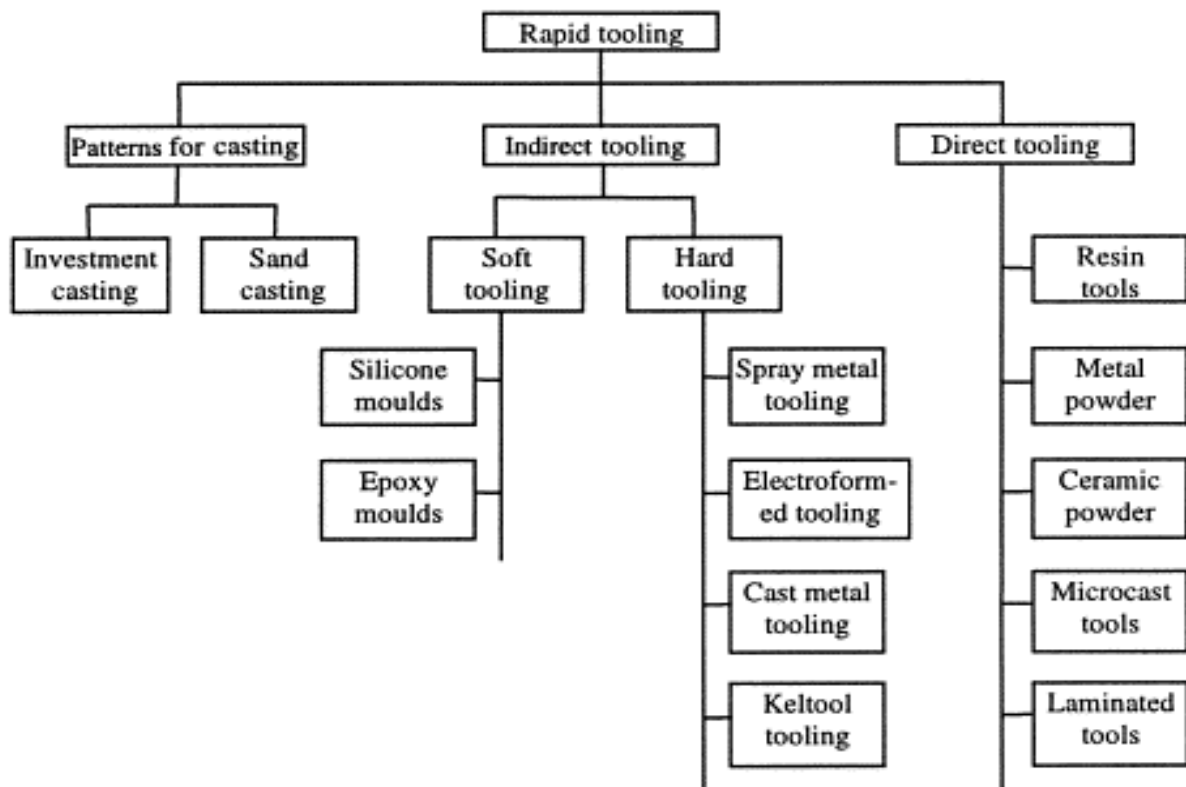 Rapid tooling
Patterns for casting
Indirect tooling
Direct tooling
Investment
casting
Sand
casting
Soft
tooling
Hard
tooling
Resin
tools
Silicone
moulds
Spray metal
tooling
Metal
powder
Epoxy
moulds
Electroform-
ed tooling
Ceramic
powder
Cast metal
tooling
Microcast
tools
Keltool
tooling
Laminated
tools